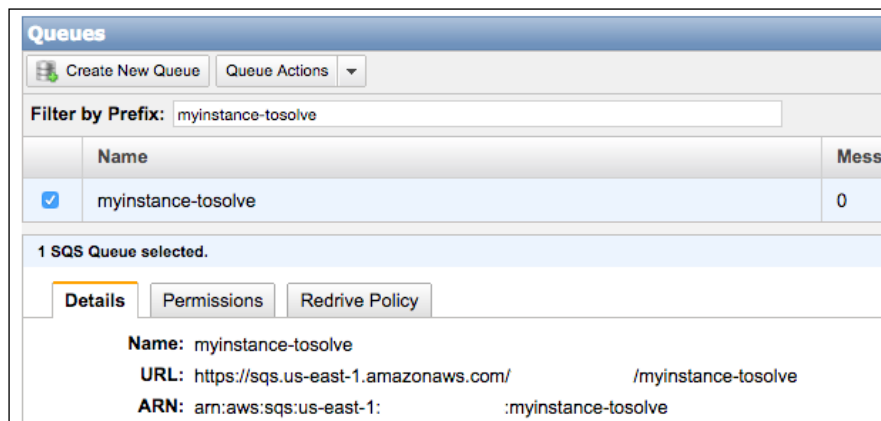 Queues
Create New Queue Queue Actions
Filter by Prefix: myinstance-tosolve
Name Mess
myinstance-tosolve 0
1 SQS Queue selected.
Details Permissions Redrive Policy
Name: myinstance-tosolve
URL: https://sqs.us-east-1.amazonaws.com/ /myinstance-tosolve
ARN: arn:aws:sqs:us-east-1: :myinstance-tosolve